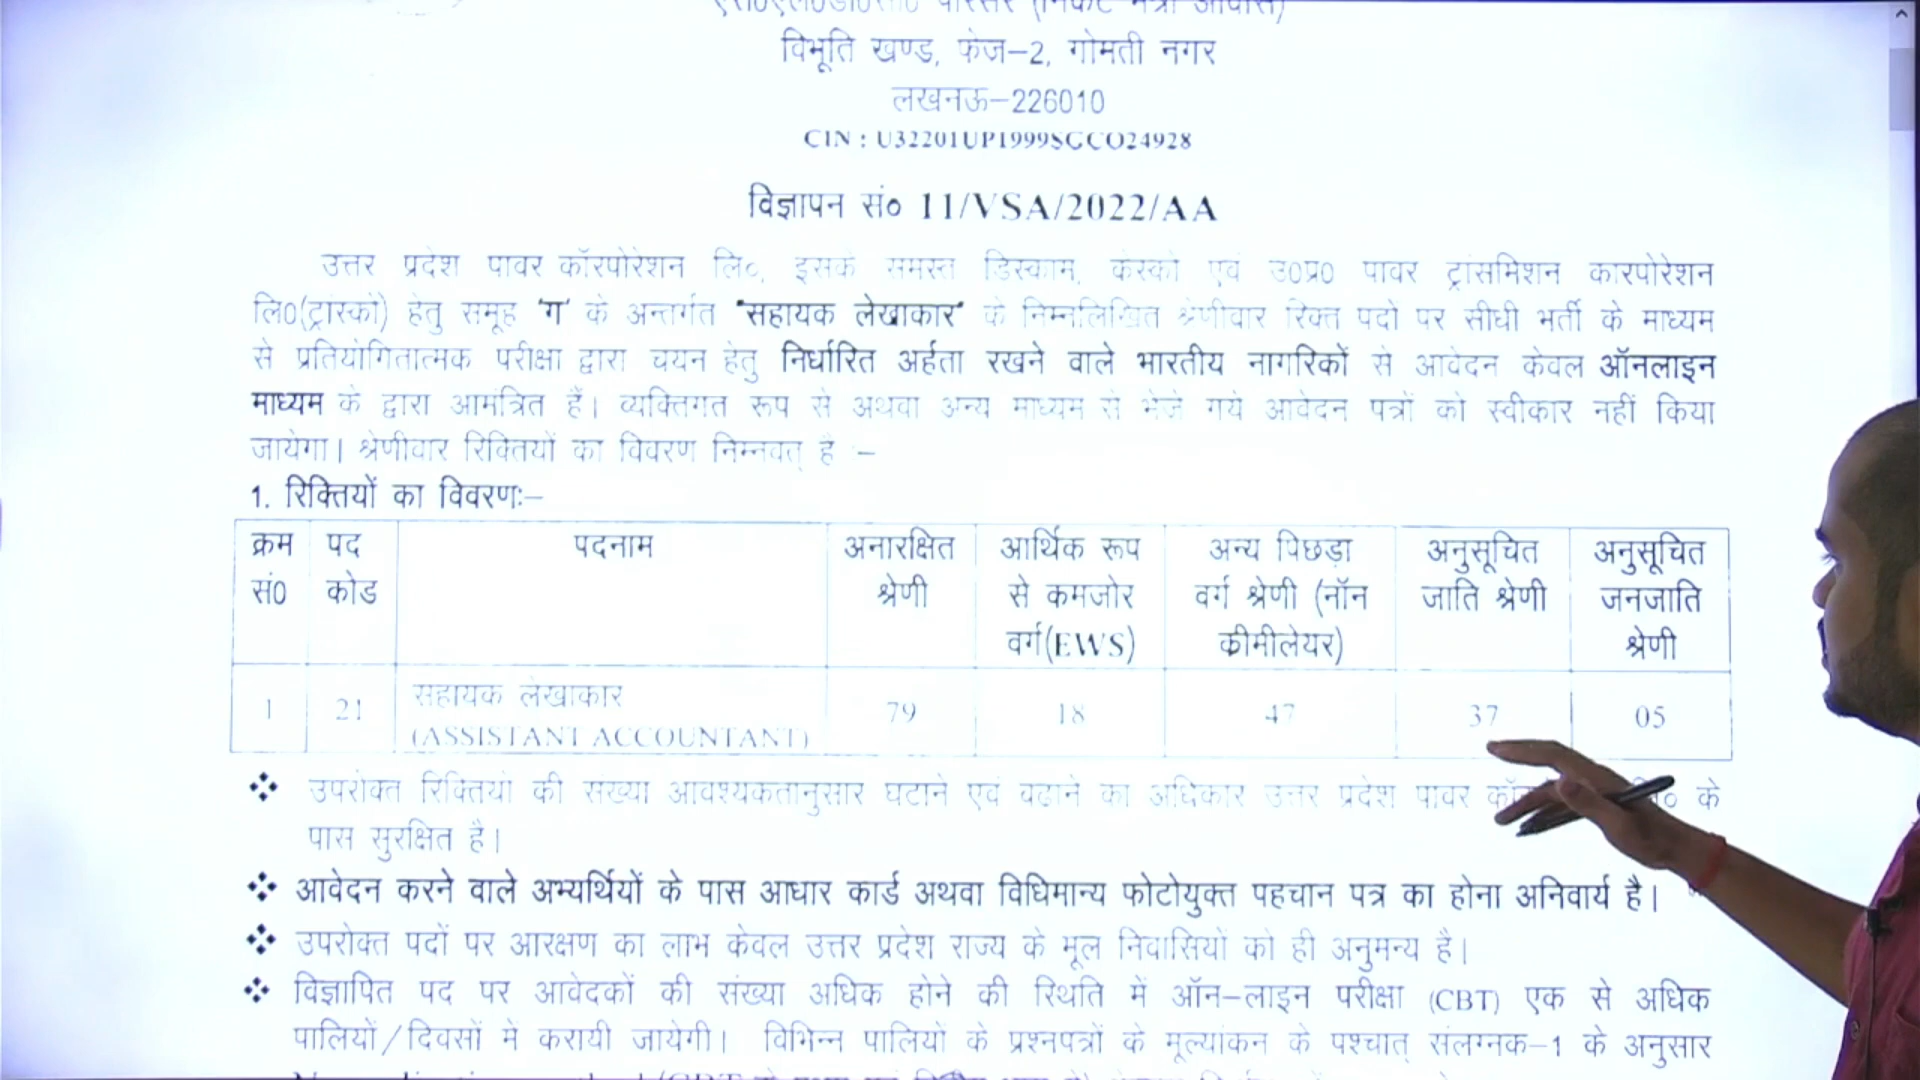 विभूति खण्ड, फेज–2, गोमती नगर
लखनऊ–226010
CIN : U32201UP1999SGCO24928
विज्ञापन सं० 11/VSA/2022/AA
उत्तर प्रदेश पावर कॉरपोरेशन लि०, इसके समस्त डिस्काम, केस्को एवं उ0प्र0 पावर ट्रांसमिशन कारपोरेशन
लि0(ट्रांस्को) हेतु समूह 'ग' के अन्तर्गत "सहायक लेखाकार" के निम्नलिखित श्रेणीवार रिक्त पदों पर सीधी भर्ती के माध्यम
से प्रतियोगितात्मक परीक्षा द्वारा चयन हेतु निर्धारित अर्हता रखने वाले भारतीय नागरिकों से आवेदन केवल ऑनलाइन
माध्यम के द्वारा आमंत्रित हैं। व्यक्तिगत रूप से अथवा अन्य माध्यम से भेजे गये आवेदन पत्रों को स्वीकार नहीं किया
जायेगा। श्रेणीवार रिक्तियों का विवरण निम्नवत् है :–
1. रिक्तियों का विवरणः–
क्रम सं0 पद कोड पदनाम अनारक्षित श्रेणी आर्थिक रूप से कमजोर वर्ग(EWS) अन्य पिछड़ा वर्ग श्रेणी (नॉन क्रीमीलेयर) अनुसूचित जाति श्रेणी अनुसूचित जनजाति श्रेणी
1 21 सहायक लेखाकार (ASSISTANT ACCOUNTANT) 79 18 47 37 05
❖ उपरोक्त रिक्तियों की संख्या आवश्यकतानुसार घटाने एवं बढाने का अधिकार उत्तर प्रदेश पावर के
पास सुरक्षित है।
❖ आवेदन करने वाले अभ्यर्थियों के पास आधार कार्ड अथवा विधिमान्य फोटोयुक्त पहचान पत्र का होना अनिवार्य है।
❖ उपरोक्त पदों पर आरक्षण का लाभ केवल उत्तर प्रदेश राज्य के मूल निवासियों को ही अनुमन्य है।
❖ विज्ञापित पद पर आवेदकों की संख्या अधिक होने की स्थिति में ऑन–लाइन परीक्षा (CBT) एक से अधिक
पालियों/दिवसों में करायी जायेगी। विभिन्न पालियों के प्रश्नपत्रों के मूल्यांकन के पश्चात् संलग्नक–1 के अनुसार